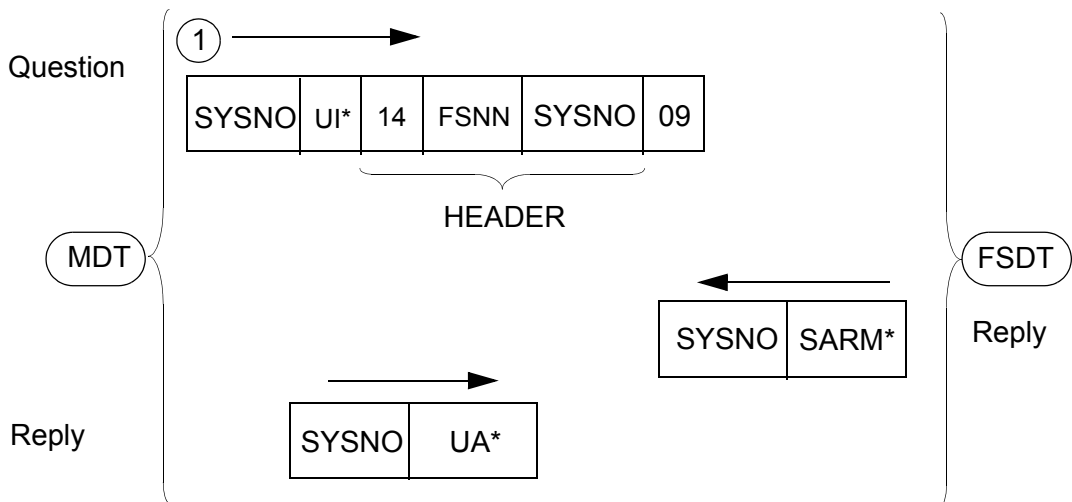 1
Question
SYSNO UI* 14 FSNN SYSNO 09
HEADER
MDT
FSDT
SYSNO SARM*
Reply
SYSNO UA*
Reply